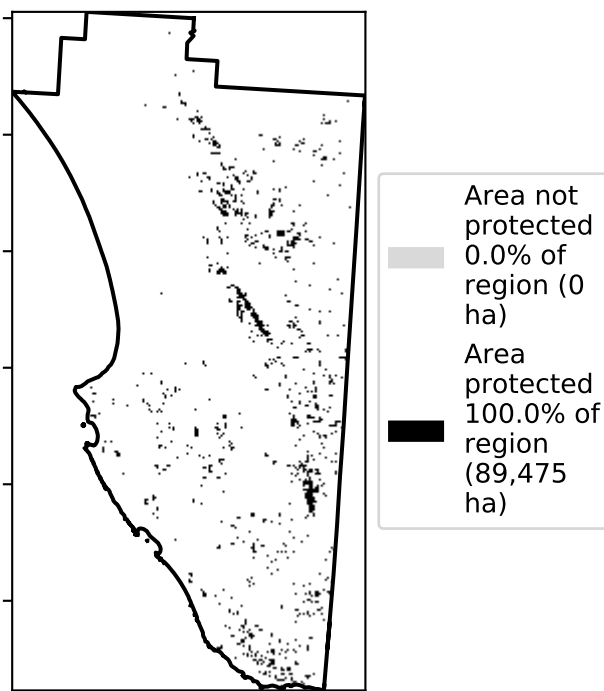 Area not
protected
0.0% of
region (0
ha)
Area
protected
100.0% of
region
(89,475
ha)